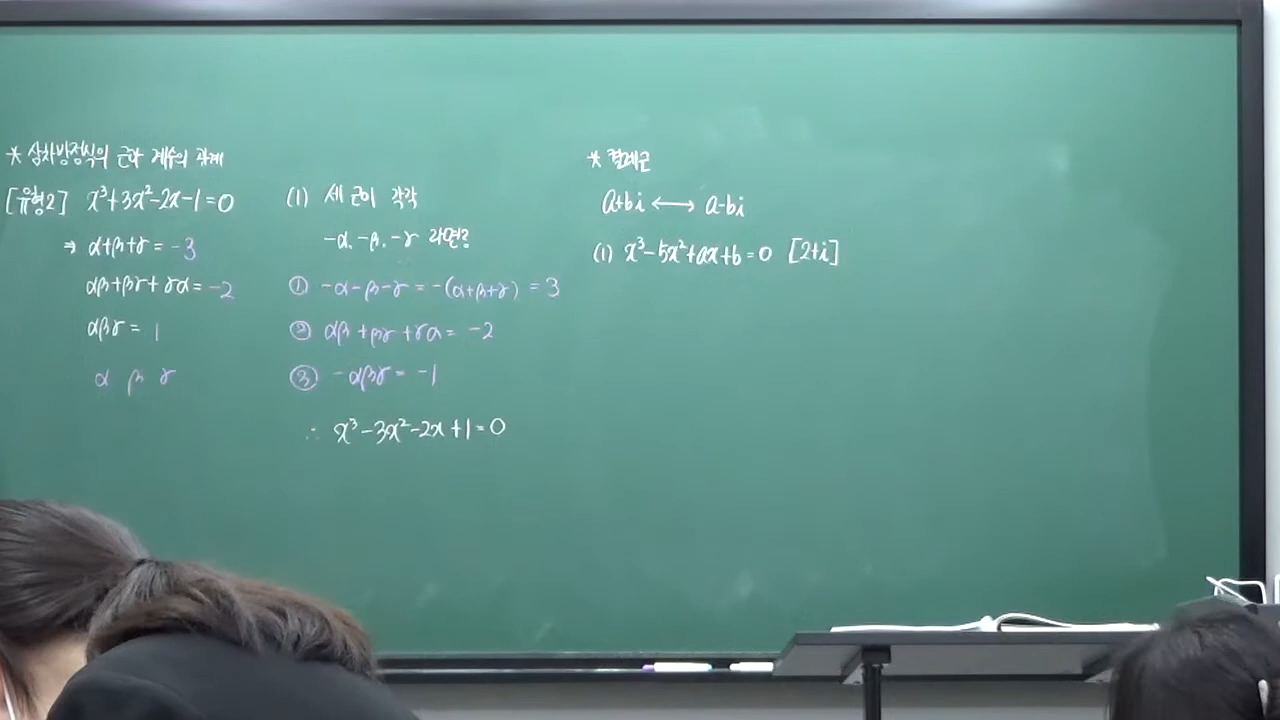 * 삼차방정식의 근과 계수의 관계
[유형2] x³+3x²-2x-1=0
⇒ α+β+γ = -3
αβ+βγ+γα = -2
αβγ = 1
α β γ
(1) 세 근이 각각
-α, -β, -γ 라면?
① -α-β-γ = -(α+β+γ) = 3
② αβ+βγ+γα = -2
③ -αβγ = -1
∴ x³-3x²-2x+1=0
* 켤레근
a+bi ⟷ a-bi
(1) x³-5x²+ax+b=0 [2+i]